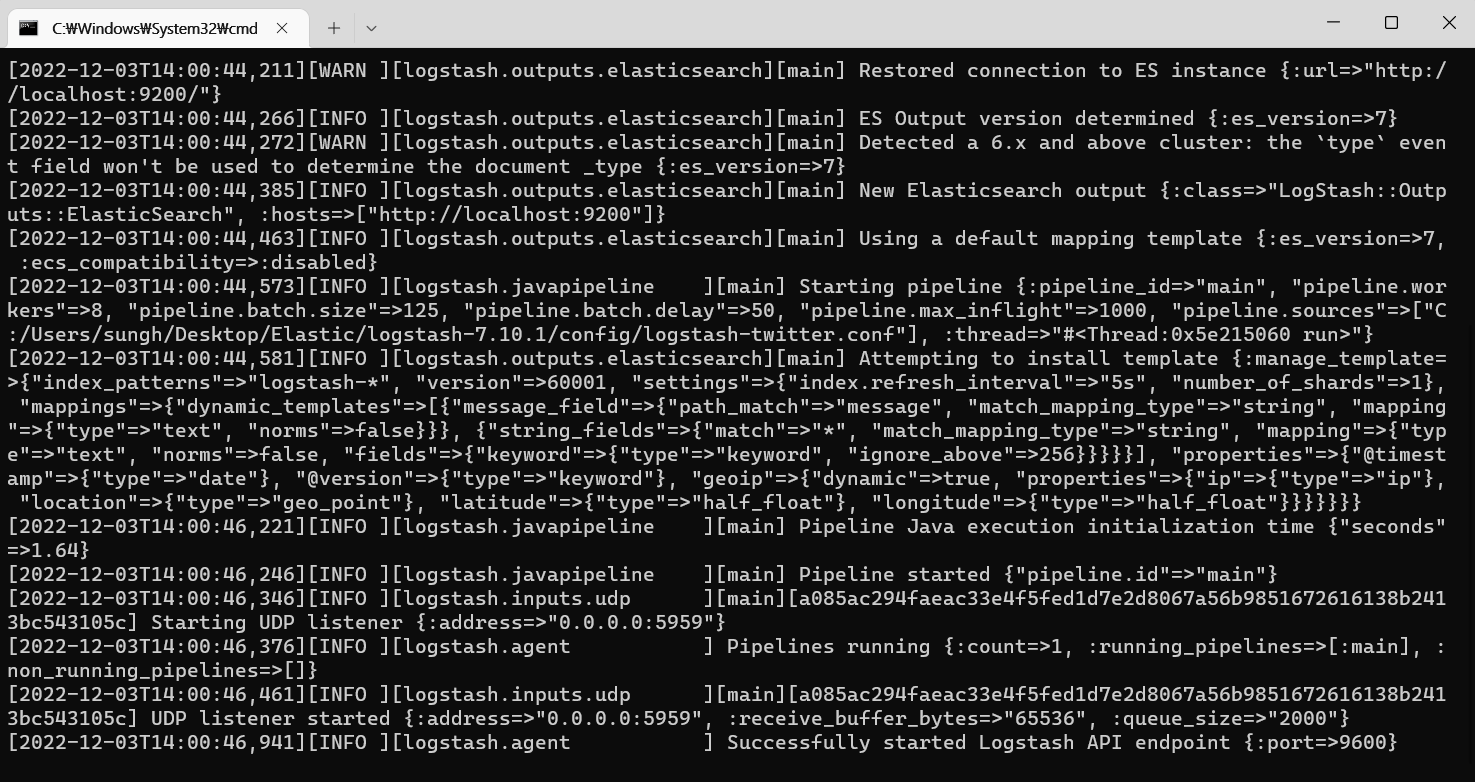 C:₩Windows₩System32₩cmd
[2022-12-03T14:00:44,211][WARN ][logstash.outputs.elasticsearch][main] Restored connection to ES instance {:url=>"http:/
/localhost:9200/"}
[2022-12-03T14:00:44,266][INFO ][logstash.outputs.elasticsearch][main] ES Output version determined {:es_version=>7}
[2022-12-03T14:00:44,272][WARN ][logstash.outputs.elasticsearch][main] Detected a 6.x and above cluster: the `type` even
t field won't be used to determine the document _type {:es_version=>7}
[2022-12-03T14:00:44,385][INFO ][logstash.outputs.elasticsearch][main] New Elasticsearch output {:class=>"LogStash::Outp
uts::ElasticSearch", :hosts=>["http://localhost:9200"]}
[2022-12-03T14:00:44,463][INFO ][logstash.outputs.elasticsearch][main] Using a default mapping template {:es_version=>7,
 :ecs_compatibility=>:disabled}
[2022-12-03T14:00:44,573][INFO ][logstash.javapipeline    ][main] Starting pipeline {:pipeline_id=>"main", "pipeline.wor
kers"=>8, "pipeline.batch.size"=>125, "pipeline.batch.delay"=>50, "pipeline.max_inflight"=>1000, "pipeline.sources"=>["C
:/Users/sungh/Desktop/Elastic/logstash-7.10.1/config/logstash-twitter.conf"], :thread=>"#<Thread:0x5e215060 run>"}
[2022-12-03T14:00:44,581][INFO ][logstash.outputs.elasticsearch][main] Attempting to install template {:manage_template=
>{"index_patterns"=>"logstash-*", "version"=>60001, "settings"=>{"index.refresh_interval"=>"5s", "number_of_shards"=>1},
 "mappings"=>{"dynamic_templates"=>[{"message_field"=>{"path_match"=>"message", "match_mapping_type"=>"string", "mapping
"=>{"type"=>"text", "norms"=>false}}}, {"string_fields"=>{"match"=>"*", "match_mapping_type"=>"string", "mapping"=>{"typ
e"=>"text", "norms"=>false, "fields"=>{"keyword"=>{"type"=>"keyword", "ignore_above"=>256}}}}}], "properties"=>{"@timest
amp"=>{"type"=>"date"}, "@version"=>{"type"=>"keyword"}, "geoip"=>{"dynamic"=>true, "properties"=>{"ip"=>{"type"=>"ip"},
 "location"=>{"type"=>"geo_point"}, "latitude"=>{"type"=>"half_float"}, "longitude"=>{"type"=>"half_float"}}}}}}}
[2022-12-03T14:00:46,221][INFO ][logstash.javapipeline    ][main] Pipeline Java execution initialization time {"seconds"
=>1.64}
[2022-12-03T14:00:46,246][INFO ][logstash.javapipeline    ][main] Pipeline started {"pipeline.id"=>"main"}
[2022-12-03T14:00:46,346][INFO ][logstash.inputs.udp      ][main][a085ac294faeac33e4f5fed1d7e2d8067a56b9851672616138b241
3bc543105c] Starting UDP listener {:address=>"0.0.0.0:5959"}
[2022-12-03T14:00:46,376][INFO ][logstash.agent           ] Pipelines running {:count=>1, :running_pipelines=>[:main], :
non_running_pipelines=>[]}
[2022-12-03T14:00:46,461][INFO ][logstash.inputs.udp      ][main][a085ac294faeac33e4f5fed1d7e2d8067a56b9851672616138b241
3bc543105c] UDP listener started {:address=>"0.0.0.0:5959", :receive_buffer_bytes=>"65536", :queue_size=>"2000"}
[2022-12-03T14:00:46,941][INFO ][logstash.agent           ] Successfully started Logstash API endpoint {:port=>9600}